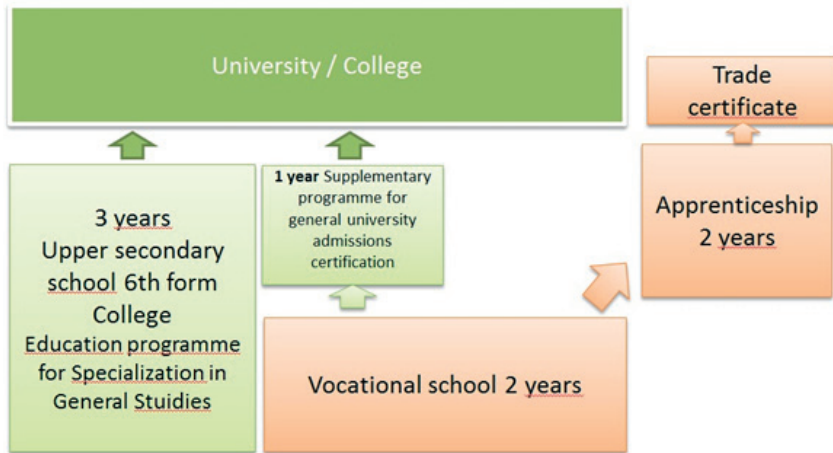 University / College
Trade
certificate
3 years
Upper secondary
school 6th form
College
Education programme
for Specialization in
General Stuidies
1 year Supplementary
programme for
general university
admissions
certification
Apprenticeship
2 years
Vocational school 2 years